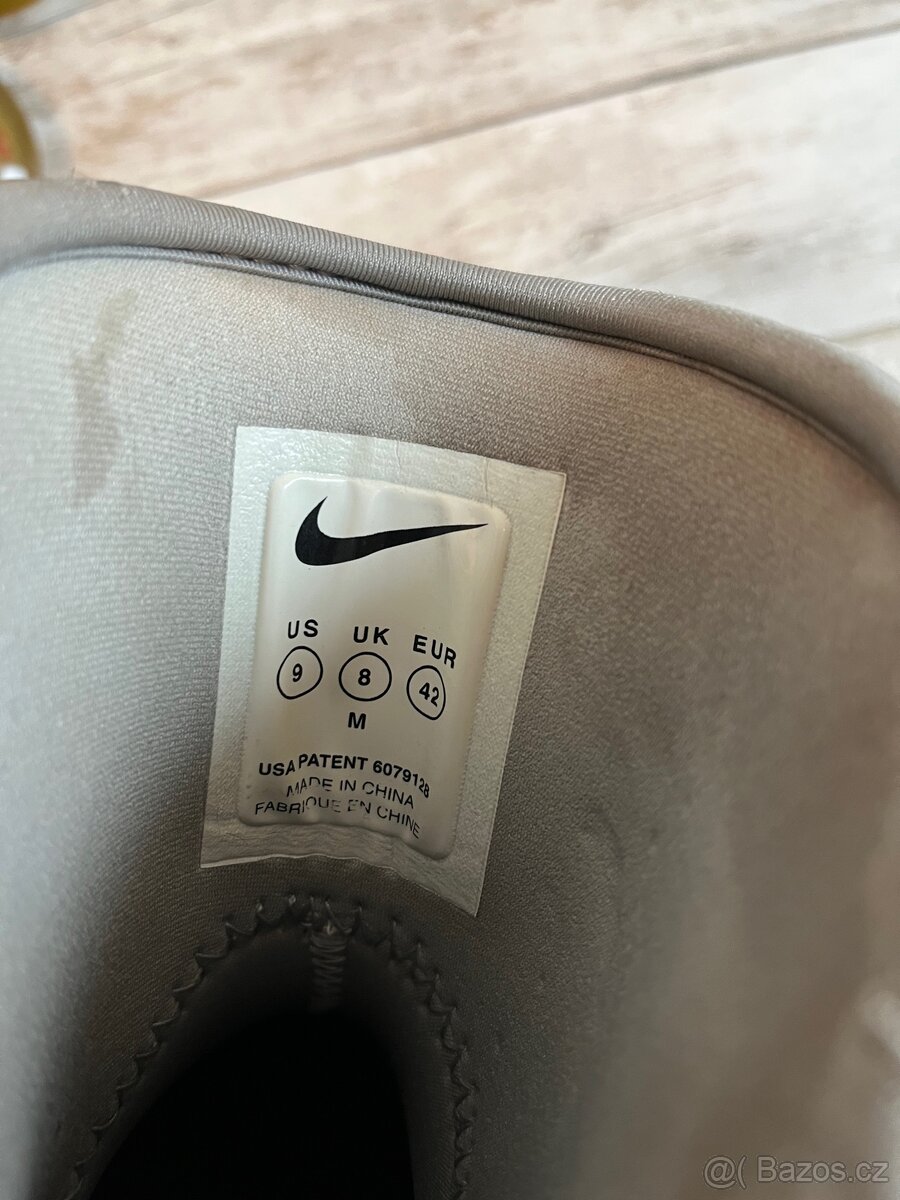 US UK EUR
9 8 42
M
USA PATENT 6079128
MADE IN CHINA
FABRIQUE EN CHINE
@( Bazos.cz